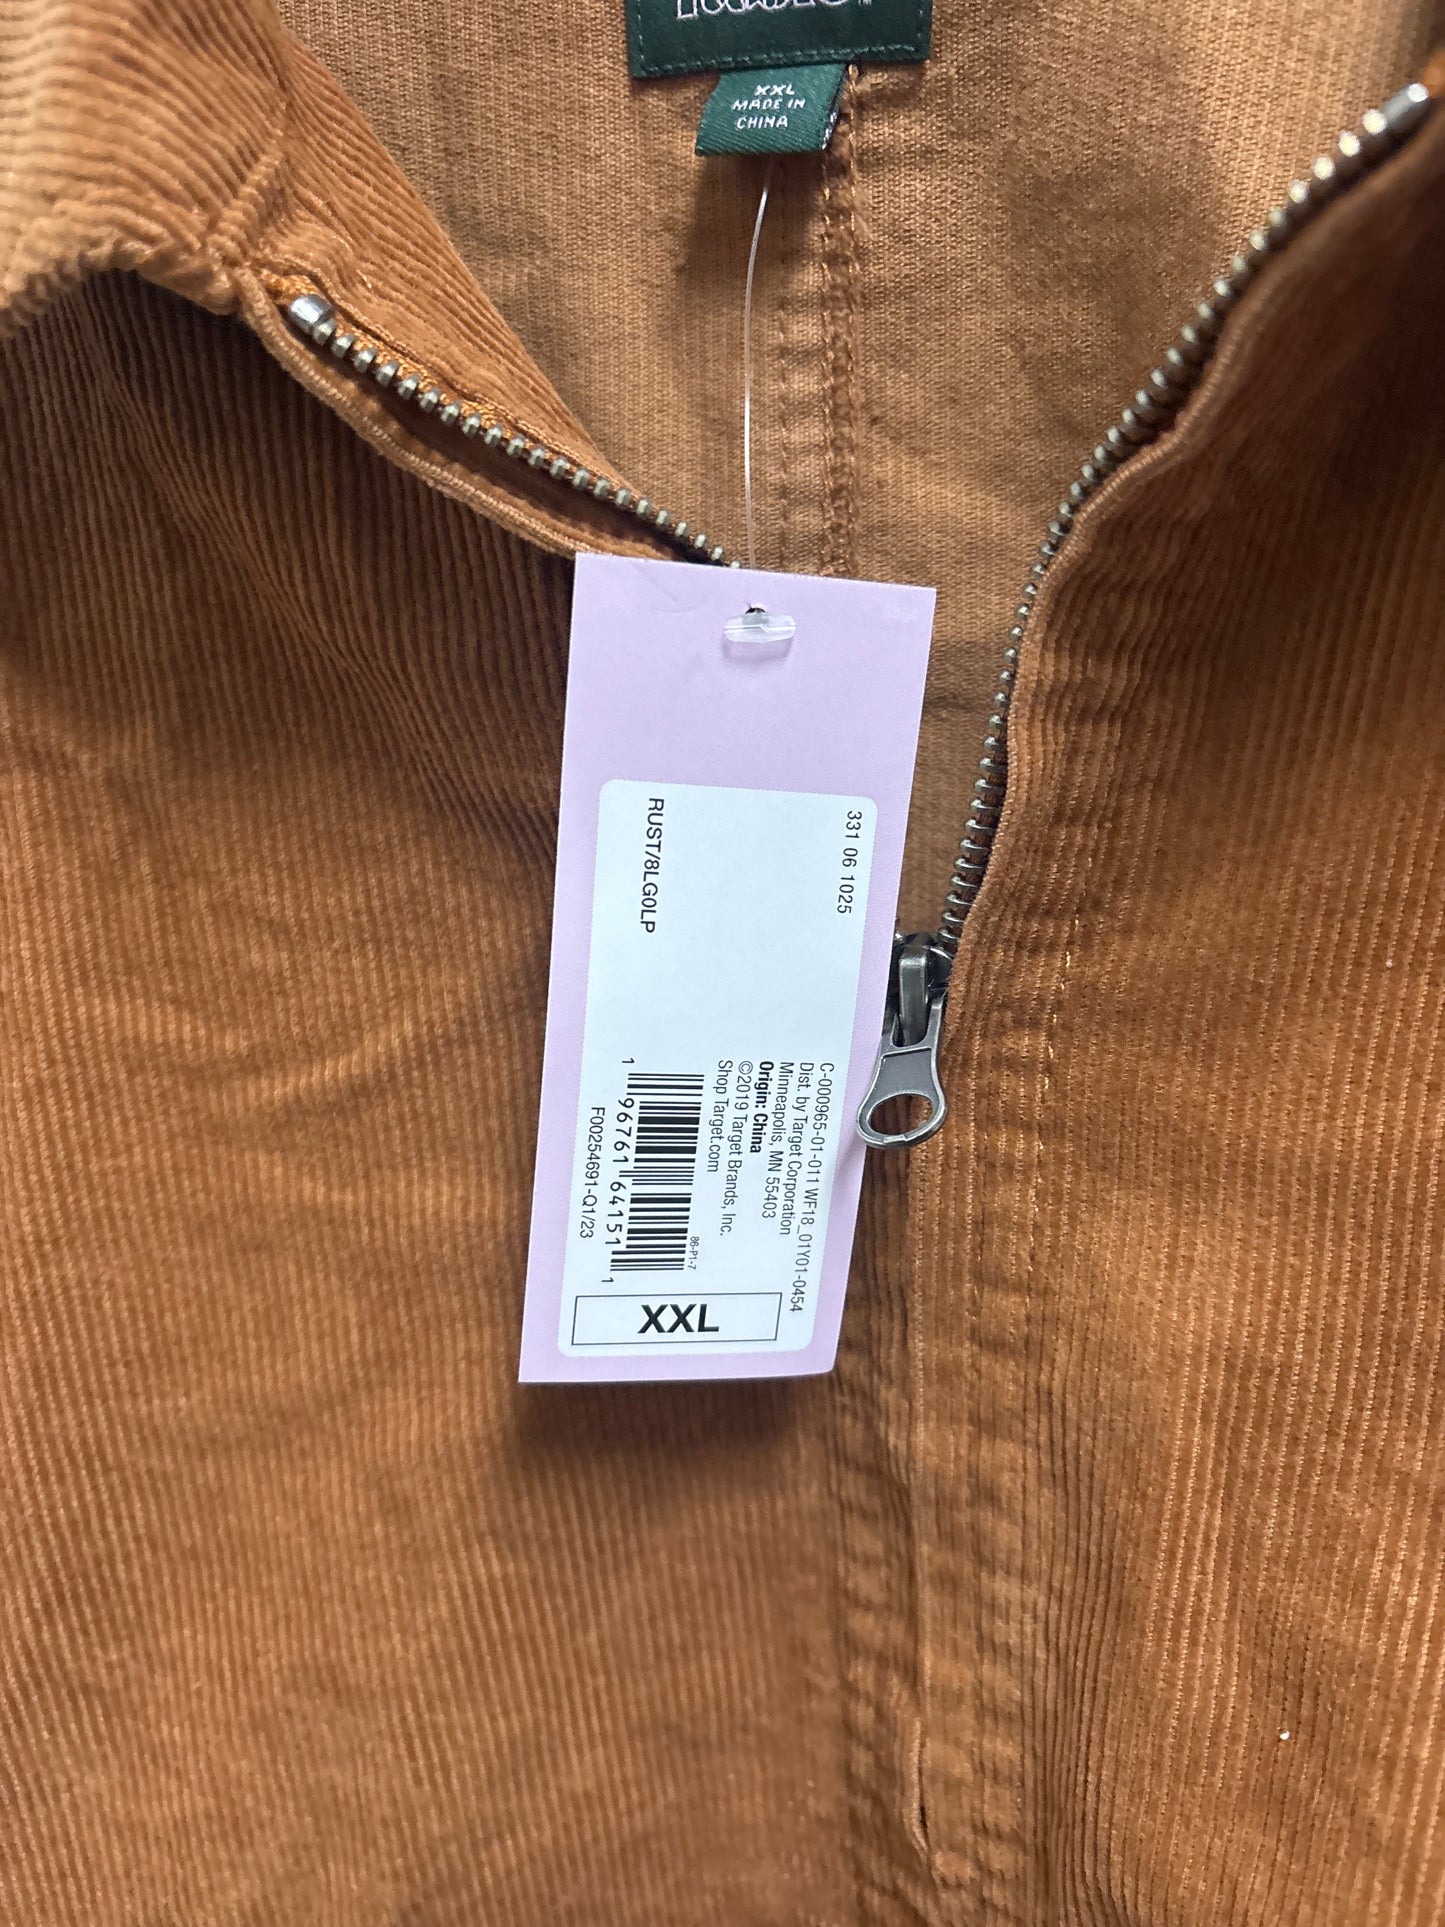 XXL
MADE IN
CHINA
331 06 1025
RUST/8LG0LP
C-000965-01-011 WF18_01Y01-0454
Dist. by Target Corporation
Minneapolis, MN 55403
Origin: China
©2019 Target Brands, Inc.
Shop Target.com
86-P1-7
1 96761 64151 1
F00254691-Q1/23
XXL